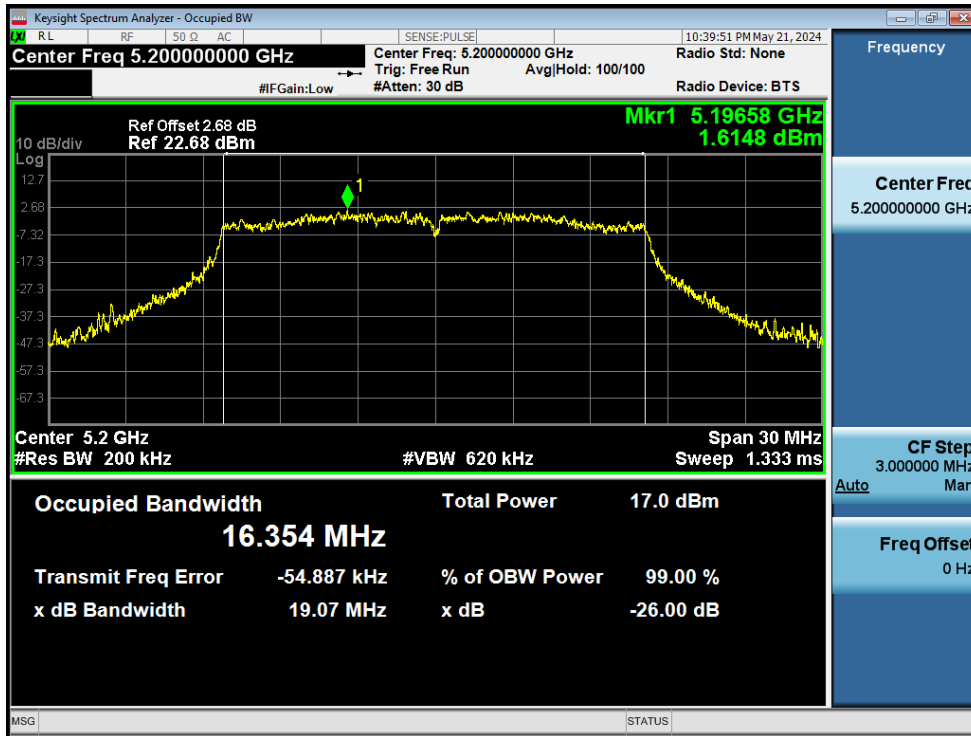 Keysight Spectrum Analyzer - Occupied BW
LXI RL RF 50 Ω AC SENSE:PULSE 10:39:51 PM May 21, 2024
Center Freq 5.200000000 GHz
Center Freq: 5.200000000 GHz
Radio Std: None
Trig: Free Run Avg|Hold: 100/100
#IFGain:Low #Atten: 30 dB
Radio Device: BTS
Mkr1 5.19658 GHz
1.6148 dBm
Ref Offset 2.68 dB
10 dB/div Ref 22.68 dBm
Log
12.7
2.68
-7.32
-17.3
-27.3
-37.3
-47.3
-57.3
-67.3
1
Center 5.2 GHz Span 30 MHz
#Res BW 200 kHz #VBW 620 kHz Sweep 1.333 ms
Occupied Bandwidth Total Power 17.0 dBm
16.354 MHz
Transmit Freq Error -54.887 kHz % of OBW Power 99.00 %
x dB Bandwidth 19.07 MHz x dB -26.00 dB
MSG STATUS
Frequency
Center Freq
5.200000000 GHz
CF Step
3.000000 MHz
Auto Man
Freq Offset
0 Hz